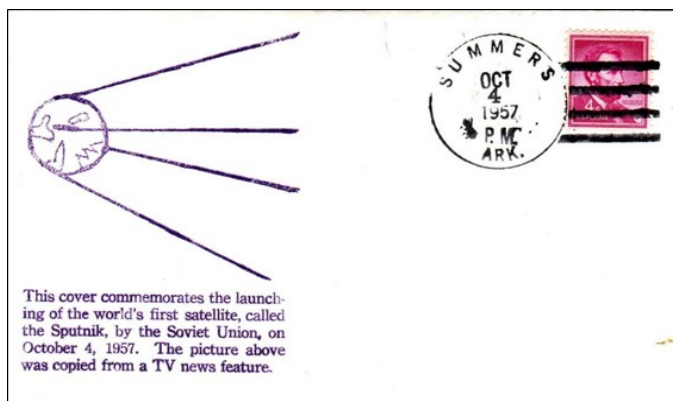 SUMMERS
OCT
4
1957
P.M.
ARK.
4¢
This cover commemorates the launch-
ing of the world's first satellite, called
the Sputnik, by the Soviet Union, on
October 4, 1957. The picture above
was copied from a TV news feature.